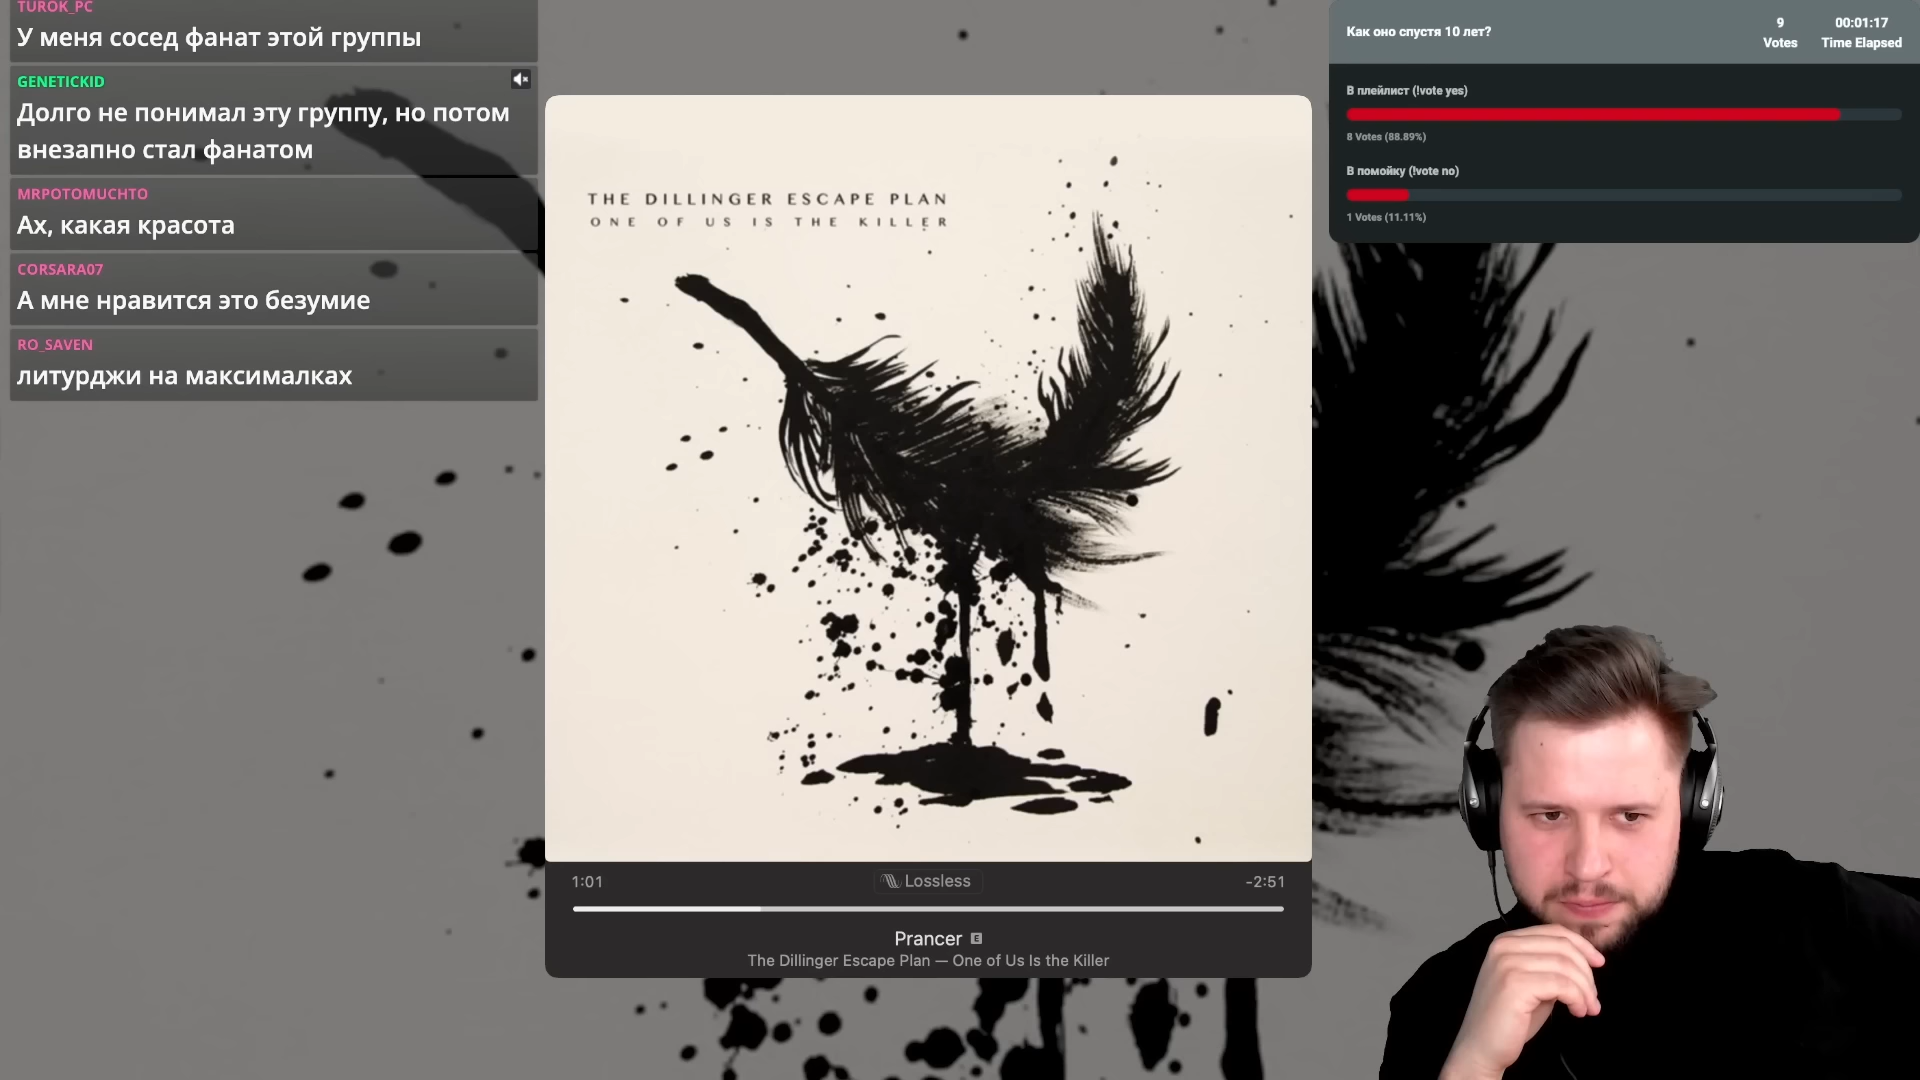 TUROK_PC
У меня сосед фанат этой группы
GENETICKID
Долго не понимал эту группу, но потом
внезапно стал фанатом
MRPOTOMUCHTO
Ах, какая красота
CORSARA07
А мне нравится это безумие
RO_SAVEN
литурджи на максималках
THE DILLINGER ESCAPE PLAN
ONE OF US IS THE KILLER
1:01
Lossless
-2:51
Prancer E
The Dillinger Escape Plan — One of Us Is the Killer
Как оно спустя 10 лет?
9
Votes
00:01:17
Time Elapsed
В плейлист (!vote yes)
8 Votes (88.89%)
В помойку (!vote no)
1 Votes (11.11%)